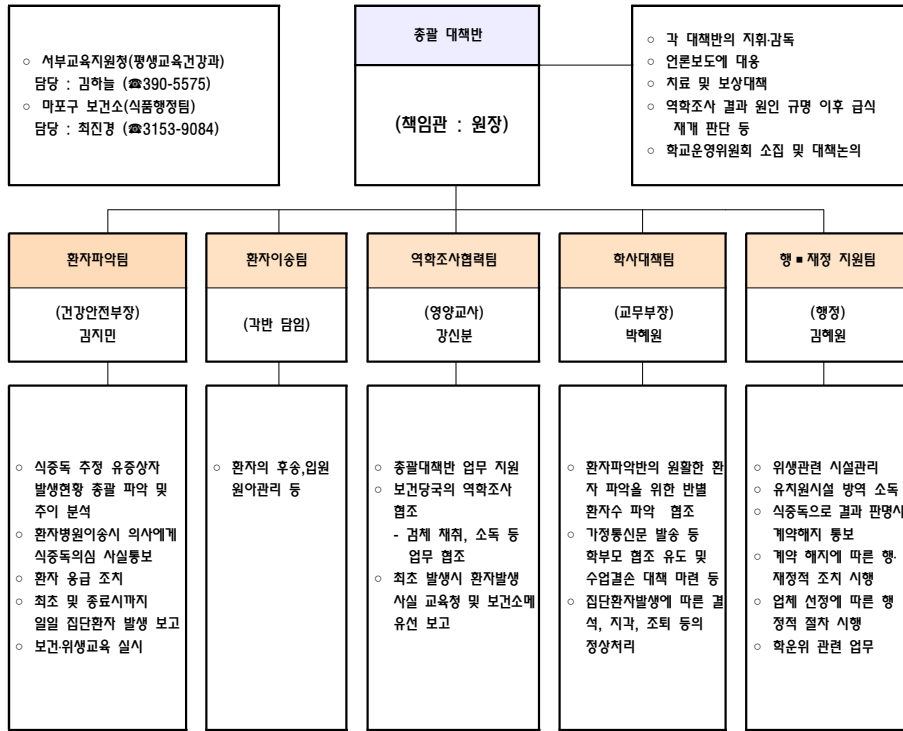 ○ 서부교육지원청(평생교육건강과)
담당 : 김하늘 (☎390-5575)
○ 마포구 보건소(식품행정팀)
담당 : 최진경 (☎3153-9084)
총괄 대책반
(책임관 : 원장)
○ 각 대책반의 지휘·감독
○ 언론보도에 대응
○ 치료 및 보상대책
○ 역학조사 결과 원인 규명 이후 급식
재개 판단 등
○ 학교운영위원회 소집 및 대책논의
환자파악팀
(건강안전부장)
김지민
○ 식중독 추정 유증상자
발생현황 총괄 파악 및
추이 분석
○ 환자병원이송시 의사에게
식중독의심 사실통보
○ 환자 응급 조치
○ 최초 및 종료시까지
일일 집단환자 발생 보고
○ 보건·위생교육 실시
환자이송팀
(각반 담임)
○ 환자의 후송,입원
원아관리 등
역학조사협력팀
(영양교사)
강신분
○ 총괄대책반 업무 지원
○ 보건당국의 역학조사
협조
- 검체 채취, 소독 등
업무 협조
○ 최초 발생시 환자발생
사실 교육청 및 보건소메
유선 보고
학사대책팀
(교무부장)
박혜원
○ 환자파악반의 원활한 환
자 파악을 위한 반별
환자수 파악 협조
○ 가정통신문 발송 등
학부모 협조 유도 및
수업결손 대책 마련 등
○ 집단환자발생에 따른 결
석, 지각, 조퇴 등의
정상처리
행■재정 지원팀
(행정)
김혜원
○ 위생관련 시설관리
○ 유치원시설 방역 소독
○ 식중독으로 결과 판명시
계약해지 통보
○ 계약 해지에 따른 행·
재정적 조치 시행
○ 업체 선정에 따른 행
정적 절차 시행
○ 학운위 관련 업무